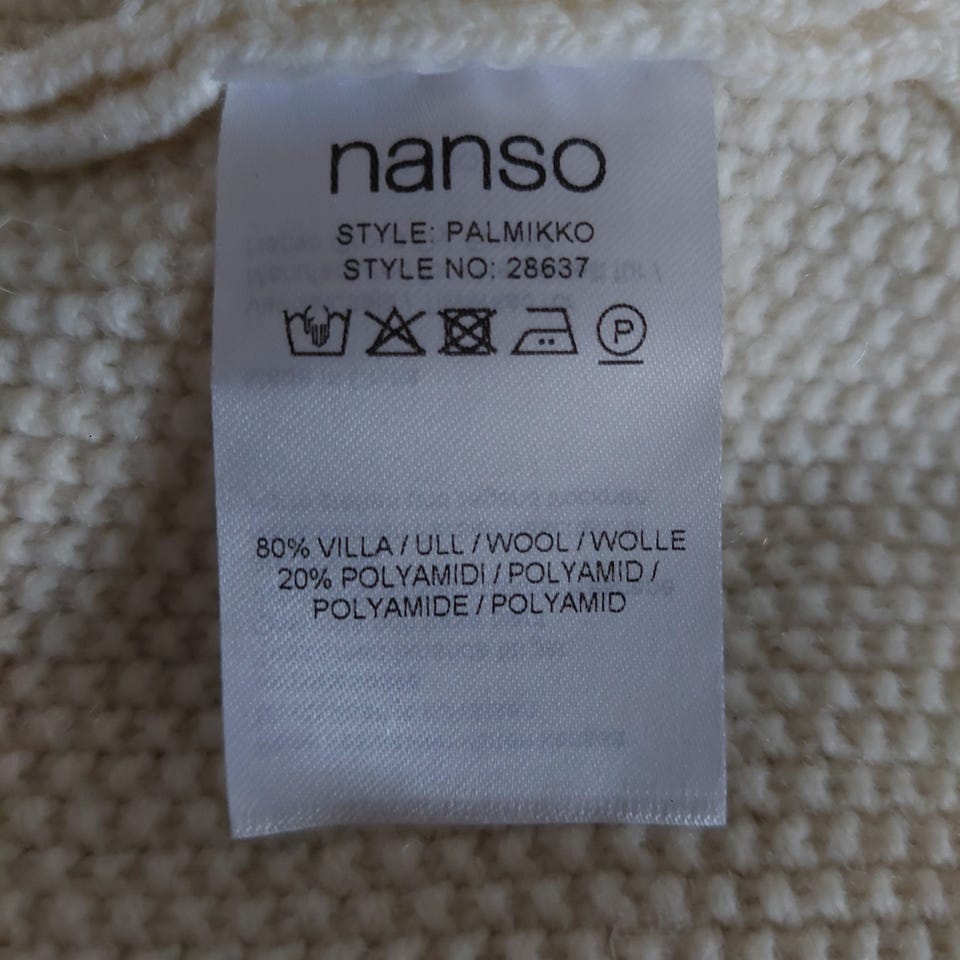 nanso
STYLE: PALMIKKO
STYLE NO: 28637
P
80% VILLA / ULL / WOOL / WOLLE
20% POLYAMIDI / POLYAMID /
POLYAMIDE / POLYAMID